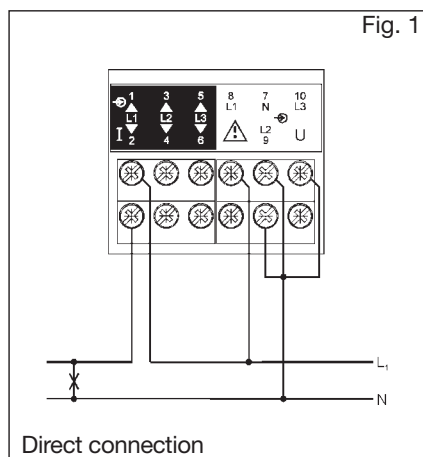 Fig. 1
1 3 5 8 7 10
L1 N L3
L1 L2 L3
I L2 U
2 4 6 9
L₁
N
Direct connection